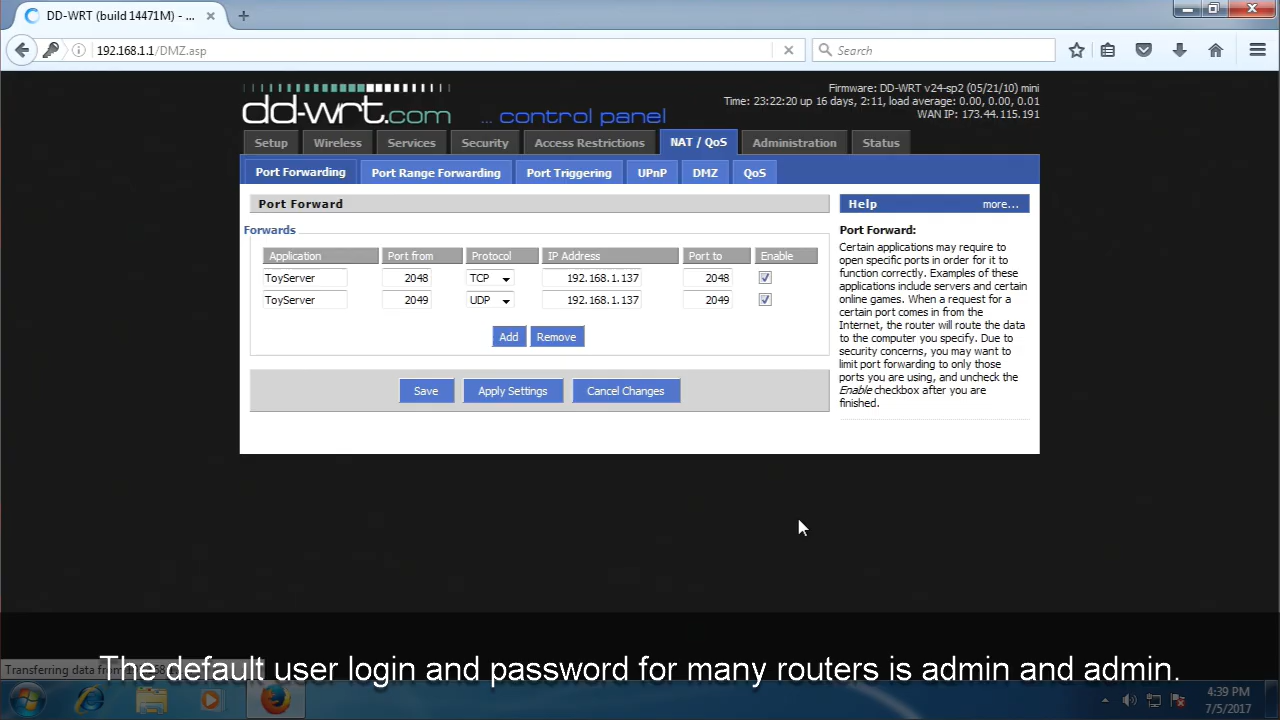 DD-WRT (build 14471M) - ...
192.168.1.1/DMZ.asp
Search
dd-wrt.com ... control panel
Firmware: DD-WRT v24-sp2 (05/21/10) mini
Time: 23:22:20 up 16 days, 2:11, load average: 0.00, 0.00, 0.01
WAN IP: 173.44.115.191
Setup Wireless Services Security Access Restrictions NAT / QoS Administration Status
Port Forwarding Port Range Forwarding Port Triggering UPnP DMZ QoS
Port Forward
Forwards
Application Port from Protocol IP Address Port to Enable
ToyServer 2048 TCP 192.168.1.137 2048
ToyServer 2049 UDP 192.168.1.137 2049
Add Remove
Save Apply Settings Cancel Changes
Help more...
Port Forward:
Certain applications may require to
open specific ports in order for it to
function correctly. Examples of these
applications include servers and certain
online games. When a request for a
certain port comes in from the
Internet, the router will route the data
to the computer you specify. Due to
security concerns, you may want to
limit port forwarding to only those
ports you are using, and uncheck the
Enable checkbox after you are
finished.
Transferring data from
The default user login and password for many routers is admin and admin.
4:39 PM
7/5/2017